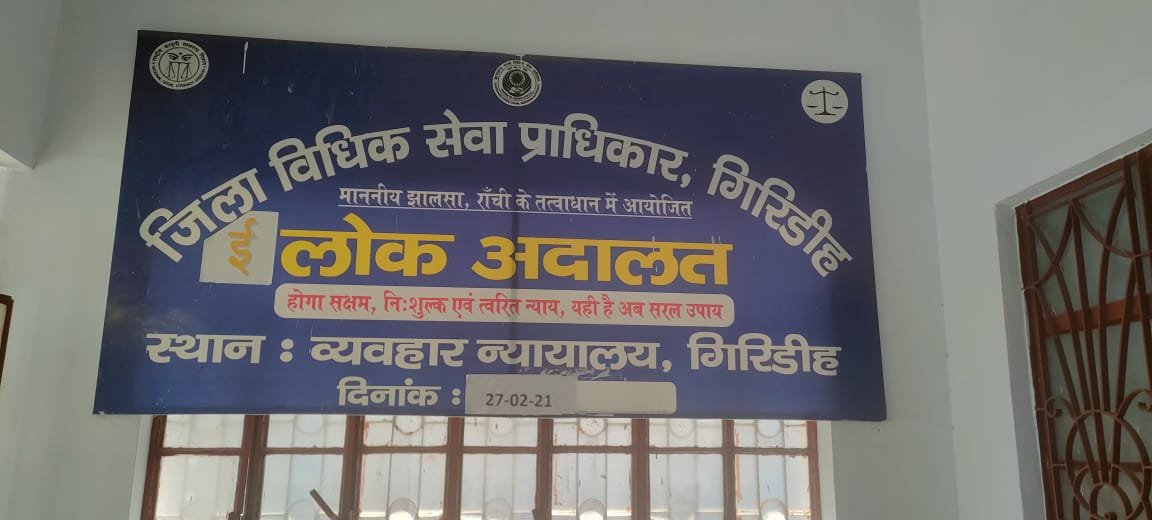 जिला विधिक सेवा प्राधिकार, गिरिडीह
माननीय झालसा, राँची के तत्वाधान में आयोजित
ई लोक अदालत
होगा सक्षम, निःशुल्क एवं त्वरित न्याय, यही है अब सरल उपाय
स्थान : व्यवहार न्यायालय, गिरिडीह
दिनांक : 27-02-21